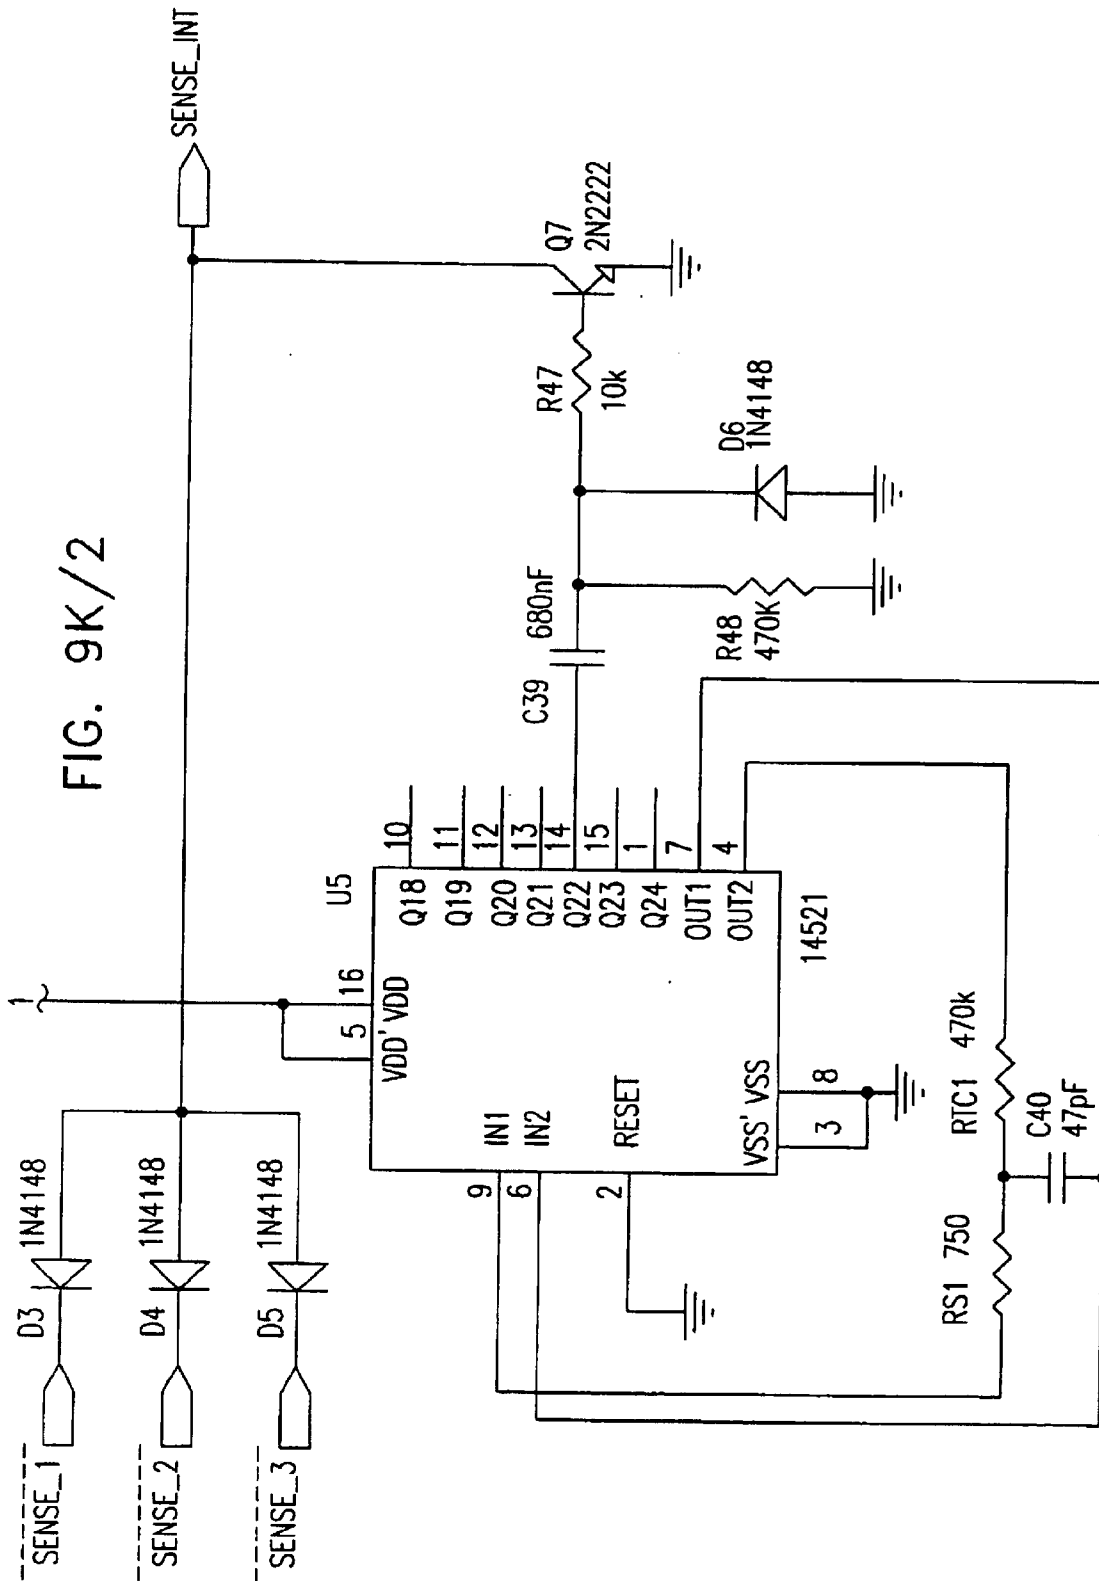 FIG. 9K/2
SENSE_1
D3
1N4148
SENSE_2
D4
1N4148
SENSE_3
D5
1N4148
SENSE_INT
1
U5
14521
5
16
VDD' VDD
9
IN1
6
IN2
2
RESET
VSS' VSS
3
8
Q18
10
Q19
11
Q20
12
Q21
13
Q22
14
Q23
15
Q24
1
OUT1
7
OUT2
4
C39
680nF
R48
470K
D6
1N4148
R47
10k
Q7
2N2222
RS1
750
RTC1
470k
C40
47pF